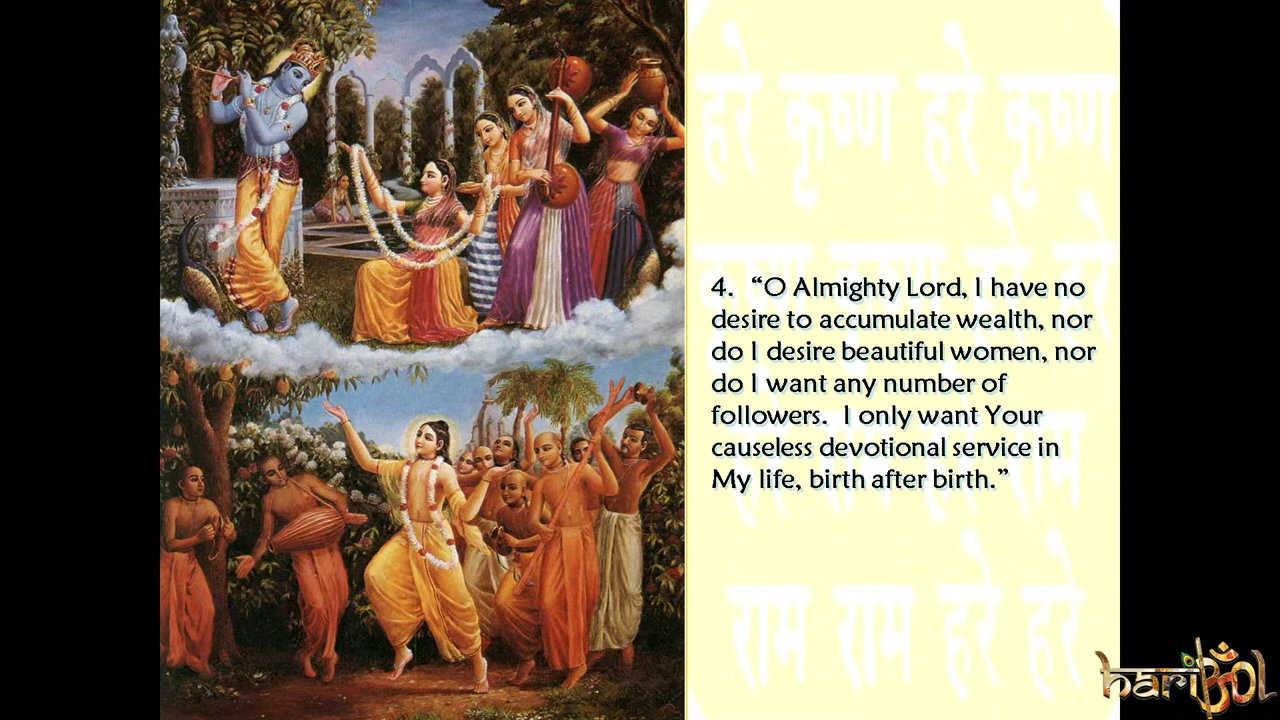 हरे कृष्ण हरे कृष्ण
4. “O Almighty Lord, I have no
desire to accumulate wealth, nor
do I desire beautiful women, nor
do I want any number of
followers. I only want Your
causeless devotional service in
My life, birth after birth.”
राम राम हरे हरे
hariBOL